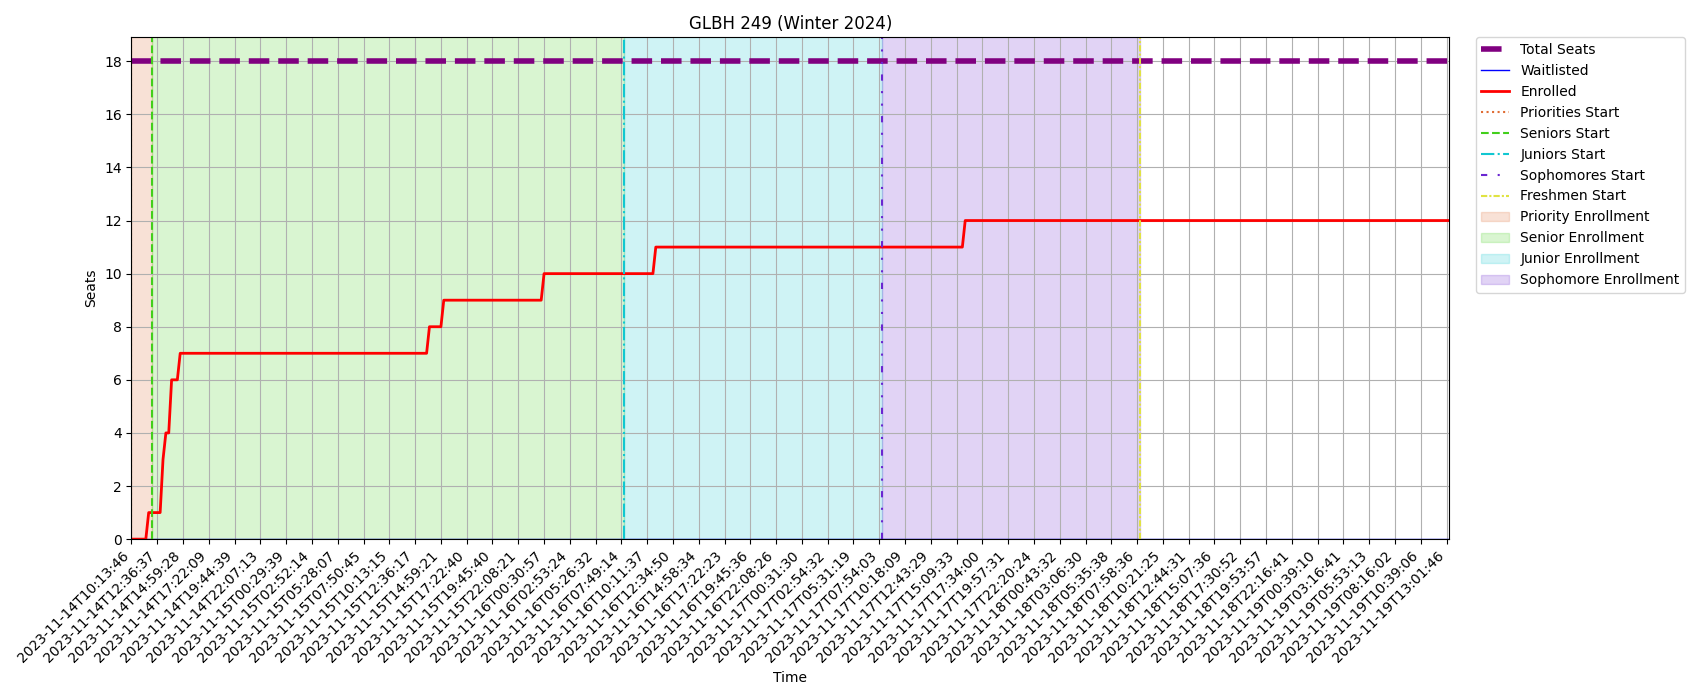 GLBH 249 (Winter 2024)
Total Seats
Waitlisted
Enrolled
Priorities Start
Seniors Start
Juniors Start
Sophomores Start
Freshmen Start
Priority Enrollment
Senior Enrollment
Junior Enrollment
Sophomore Enrollment
Seats
18
16
14
12
10
8
6
4
2
0
2023-11-14T10:13:46
2023-11-14T12:36:37
2023-11-14T14:59:28
2023-11-14T17:22:09
2023-11-14T19:44:39
2023-11-14T22:07:13
2023-11-15T00:29:39
2023-11-15T02:52:14
2023-11-15T05:28:07
2023-11-15T07:50:45
2023-11-15T10:13:15
2023-11-15T12:36:17
2023-11-15T14:59:21
2023-11-15T17:22:40
2023-11-15T19:45:40
2023-11-15T22:08:21
2023-11-16T00:30:57
2023-11-16T02:53:24
2023-11-16T05:26:32
2023-11-16T07:49:14
2023-11-16T10:11:37
2023-11-16T12:34:50
2023-11-16T14:58:34
2023-11-16T17:22:23
2023-11-16T19:45:36
2023-11-16T22:08:26
2023-11-17T00:31:30
2023-11-17T02:54:32
2023-11-17T05:31:19
2023-11-17T07:54:03
2023-11-17T10:18:09
2023-11-17T12:43:29
2023-11-17T15:09:33
2023-11-17T17:34:00
2023-11-17T19:57:31
2023-11-17T22:20:24
2023-11-18T00:43:32
2023-11-18T03:06:30
2023-11-18T05:35:38
2023-11-18T07:58:36
2023-11-18T10:21:25
2023-11-18T12:44:31
2023-11-18T15:07:36
2023-11-18T17:30:52
2023-11-18T19:53:57
2023-11-18T22:16:41
2023-11-19T00:39:10
2023-11-19T03:16:41
2023-11-19T05:53:13
2023-11-19T08:16:02
2023-11-19T10:39:06
2023-11-19T13:01:46
Time